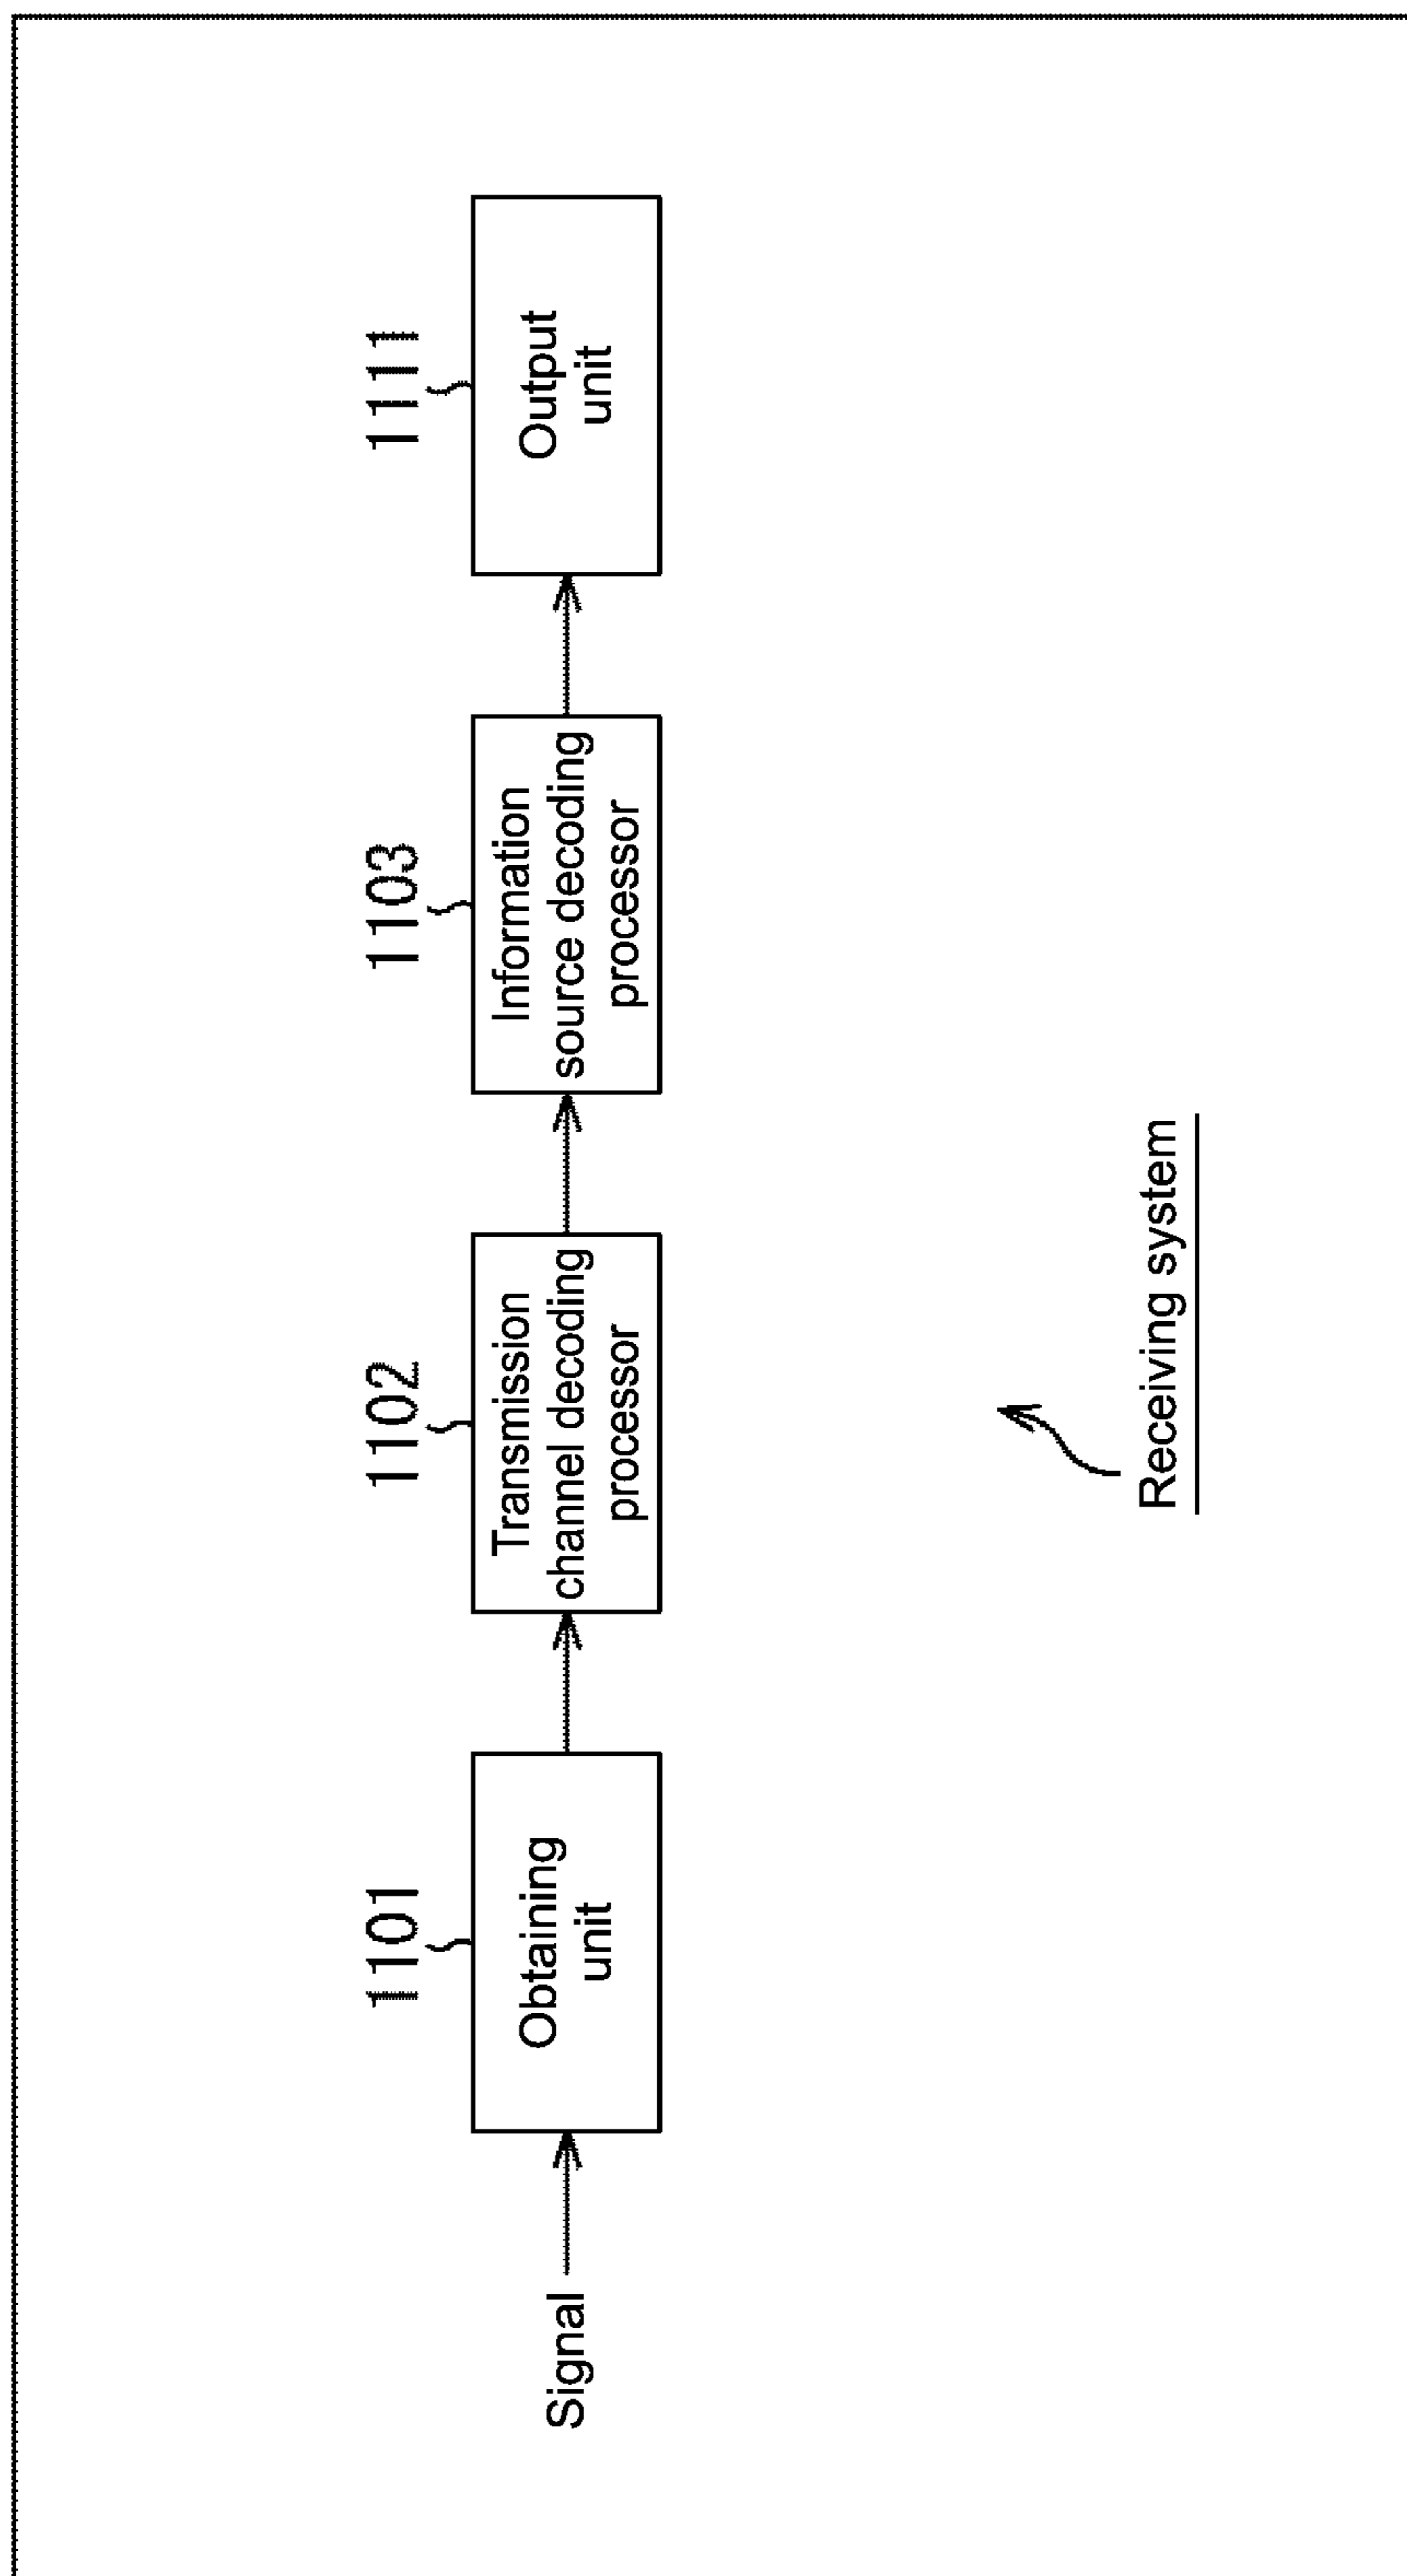 1101
1102
1103
1111
Signal
Obtaining
unit
Transmission
channel decoding
processor
Information
source decoding
processor
Output
unit
Receiving system